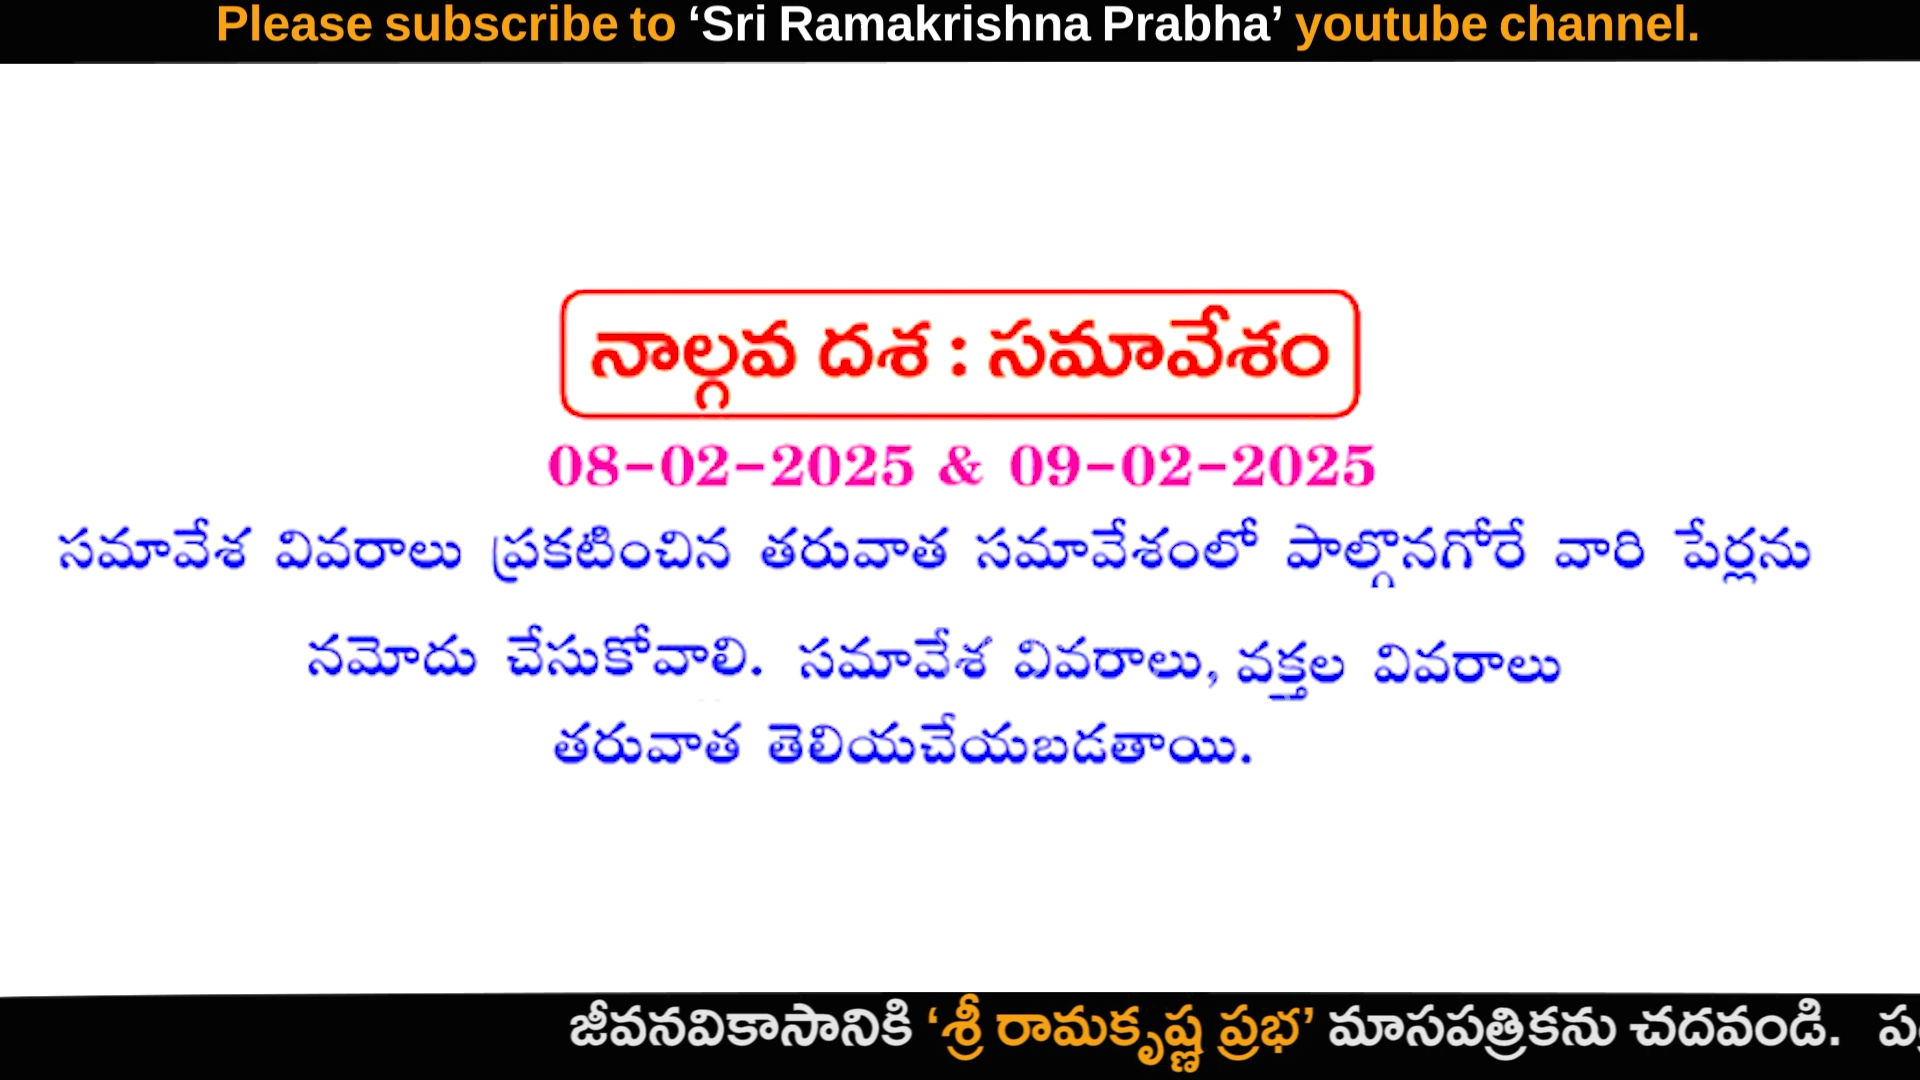 Please subscribe to ‘Sri Ramakrishna Prabha’ youtube channel.
నాల్గవ దశ : సమావేశం
08-02-2025 & 09-02-2025
సమావేశ వివరాలు ప్రకటించిన తరువాత సమావేశంలో పాల్గొనగోరే వారి పేర్లను
నమోదు చేసుకోవాలి. సమావేశ వివరాలు, వక్తల వివరాలు
తరువాత తెలియచేయబడతాయి.
జీవనవికాసానికి ‘శ్రీ రామకృష్ణ ప్రభ’ మాసపత్రికను చదవండి.